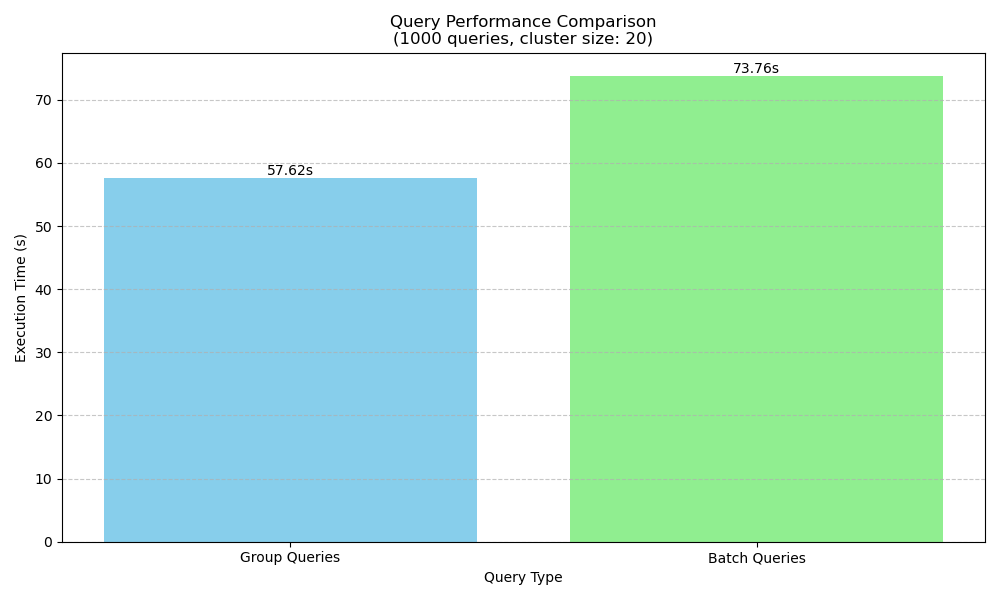 Query Performance Comparison
(1000 queries, cluster size: 20)
73.76s
57.62s
70
60
50
40
30
20
10
0
Execution Time (s)
Group Queries
Batch Queries
Query Type